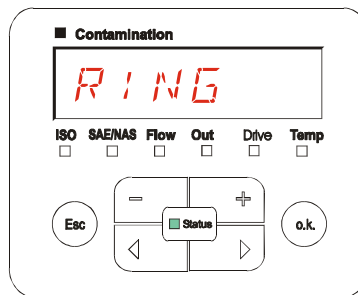 Contamination
RING
ISO SAE/NAS Flow Out Drive Temp
− +
Esc Status o.k.